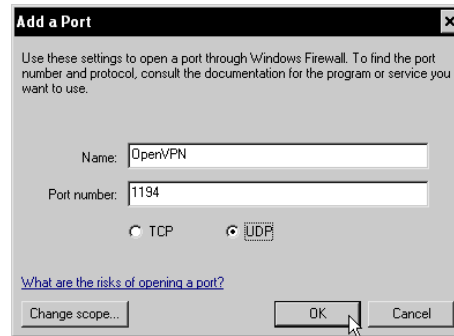 Add a Port
Use these settings to open a port through Windows Firewall. To find the port
number and protocol, consult the documentation for the program or service you
want to use.
Name: OpenVPN
Port number: 1194
TCP UDP
What are the risks of opening a port?
Change scope... OK Cancel